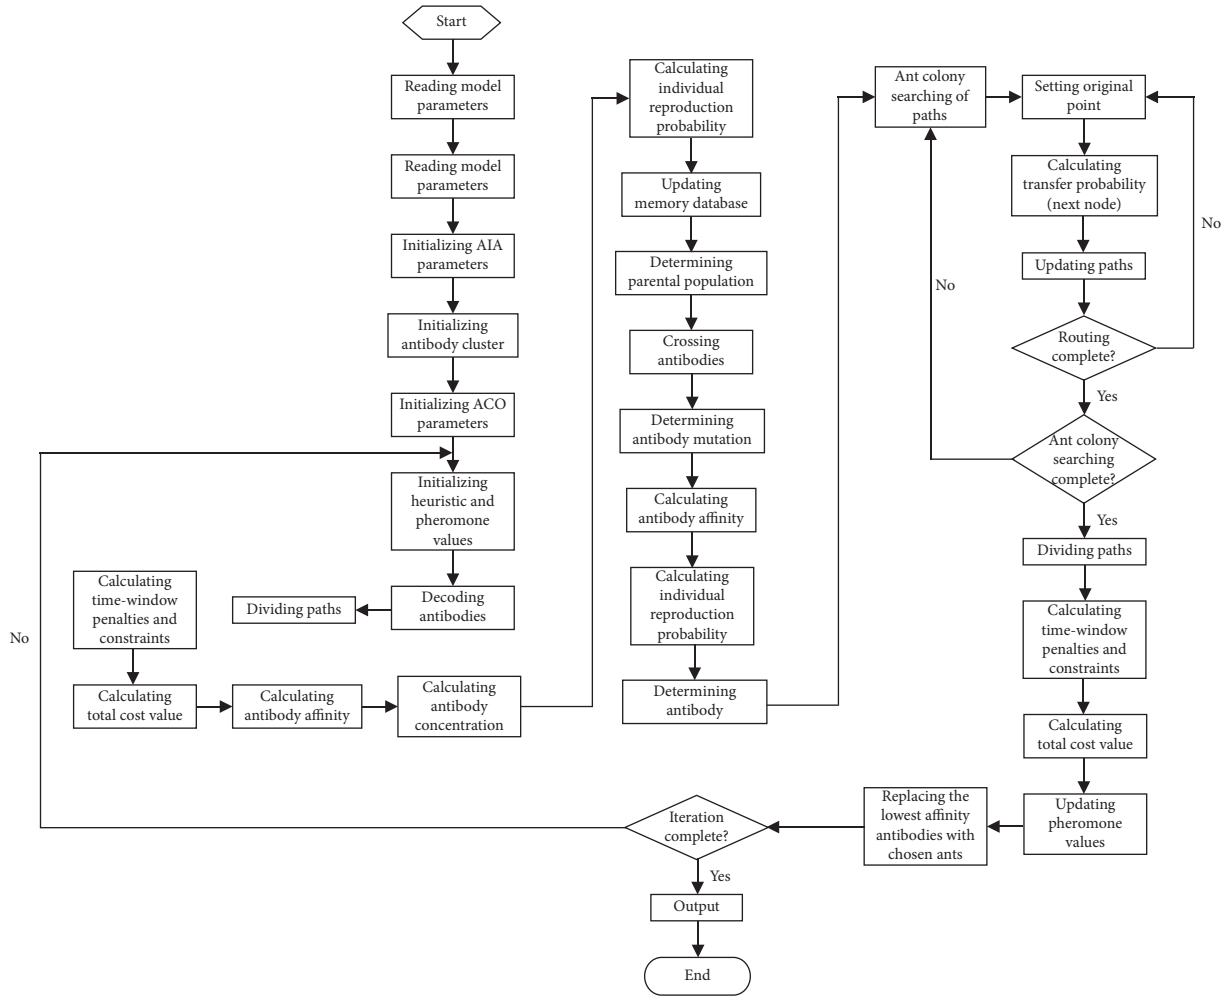 Start
Reading model
parameters
Reading model
parameters
Initializing AIA
parameters
Initializing
antibody cluster
Initializing ACO
parameters
Initializing
heuristic and
pheromone
values
Decoding
antibodies
Dividing paths
Calculating
time-window
penalties and
constraints
Calculating
total cost value
Calculating
antibody affinity
Calculating
antibody
concentration
No
Calculating
individual
reproduction
probability
Updating
memory database
Determining
parental population
Crossing
antibodies
Determining
antibody mutation
Calculating
antibody affinity
Calculating
individual
reproduction
probability
Determining
antibody
Ant colony
searching of
paths
Setting original
point
Calculating
transfer probability
(next node)
Updating paths
Routing
complete?
No
Yes
Ant colony
searching
complete?
No
Yes
Dividing paths
Calculating
time-window
penalties and
constraints
Calculating
total cost value
Updating
pheromone
values
Replacing the
lowest affinity
antibodies with
chosen ants
Iteration
complete?
Yes
Output
End